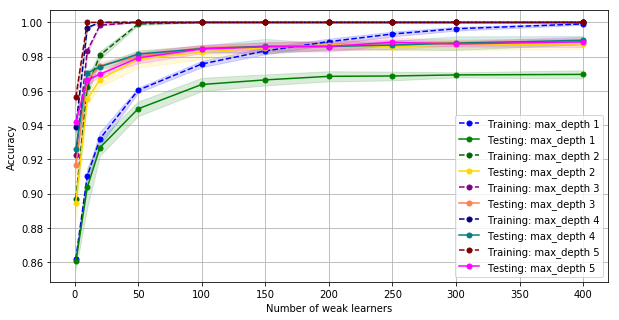 1.00
0.98
0.96
0.94
0.92
0.90
0.88
0.86
Accuracy
0
50
100
150
200
250
300
350
400
Number of weak learners
Training: max_depth 1
Testing: max_depth 1
Training: max_depth 2
Testing: max_depth 2
Training: max_depth 3
Testing: max_depth 3
Training: max_depth 4
Testing: max_depth 4
Training: max_depth 5
Testing: max_depth 5